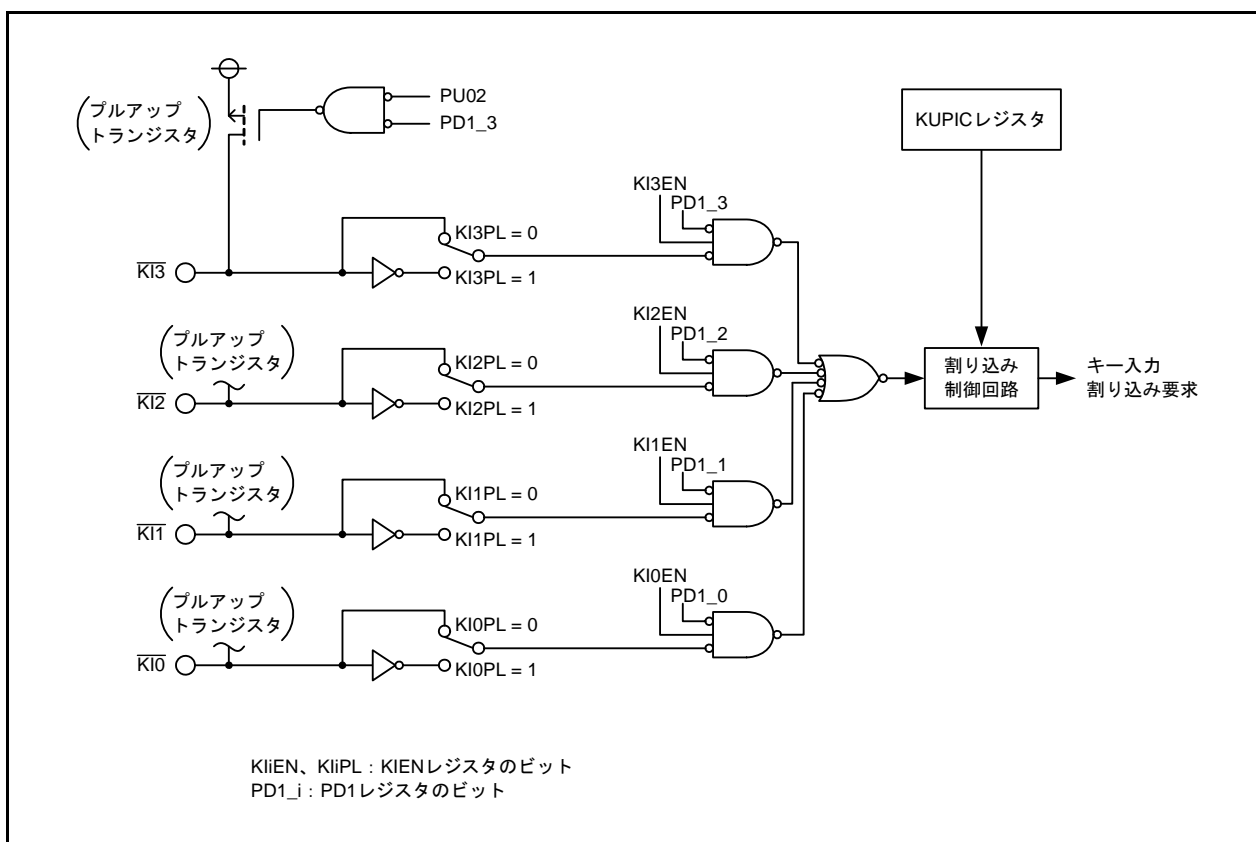 プルアップ
トランジスタ
PU02
PD1_3
KUPICレジスタ
KI3EN
PD1_3
KI3PL = 0
KI3
KI3PL = 1
プルアップ
トランジスタ
KI2EN
PD1_2
KI2PL = 0
KI2
KI2PL = 1
割り込み
制御回路
キー入力
割り込み要求
プルアップ
トランジスタ
KI1EN
PD1_1
KI1PL = 0
KI1
KI1PL = 1
プルアップ
トランジスタ
KI0EN
PD1_0
KI0PL = 0
KI0
KI0PL = 1
KIiEN、KIiPL : KIENレジスタのビット
PD1_i : PD1レジスタのビット